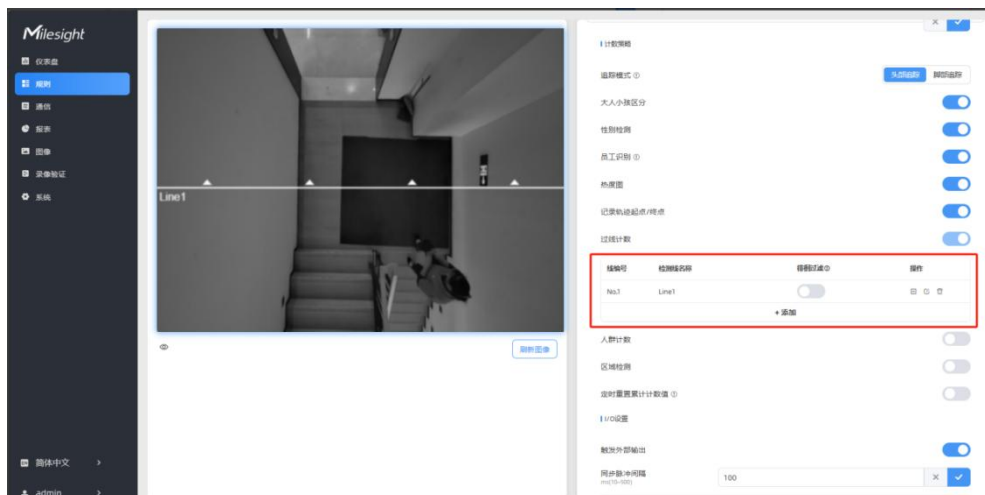 Milesight
仪表盘
规则
通信
报表
图像
录像验证
系统
简体中文
admin
Line1
刷新图像
计数策略
追踪模式
头部追踪 脚部追踪
大人小孩区分
性别检测
员工识别
热度图
记录轨迹起点/终点
过线计数
线编号 检测线名称 徘徊过滤 操作
No.1 Line1
+ 添加
人群计数
区域检测
定时重置累计计数值
I/O设置
触发外部输出
同步脉冲间隔
ms(10~500)
100